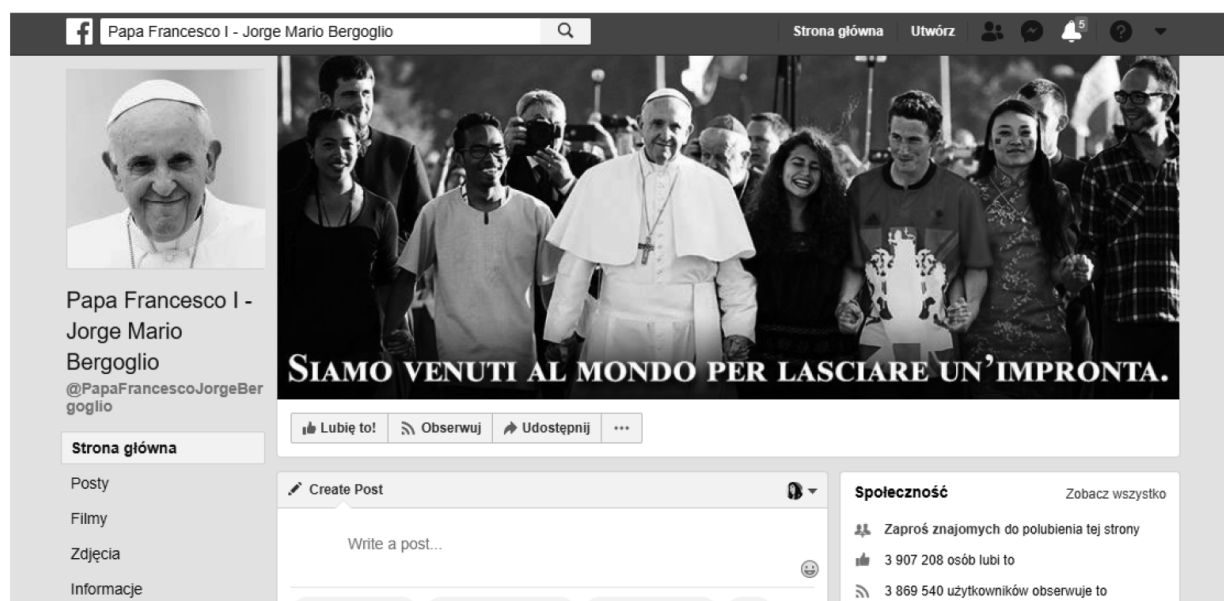 f
Papa Francesco I - Jorge Mario Bergoglio
Strona główna
Utwórz
5
?
Papa Francesco I -
Jorge Mario
Bergoglio
@PapaFrancescoJorgeBer
goglio
Strona główna
Posty
Filmy
Zdjęcia
Informacje
SIAMO VENUTI AL MONDO PER LASCIARE UN'IMPRONTA.
Lubię to!
Obserwuj
Udostępnij
...
Create Post
Write a post...
Społeczność
Zobacz wszystko
Zaproś znajomych do polubienia tej strony
3 907 208 osób lubi to
3 869 540 użytkowników obserwuje to